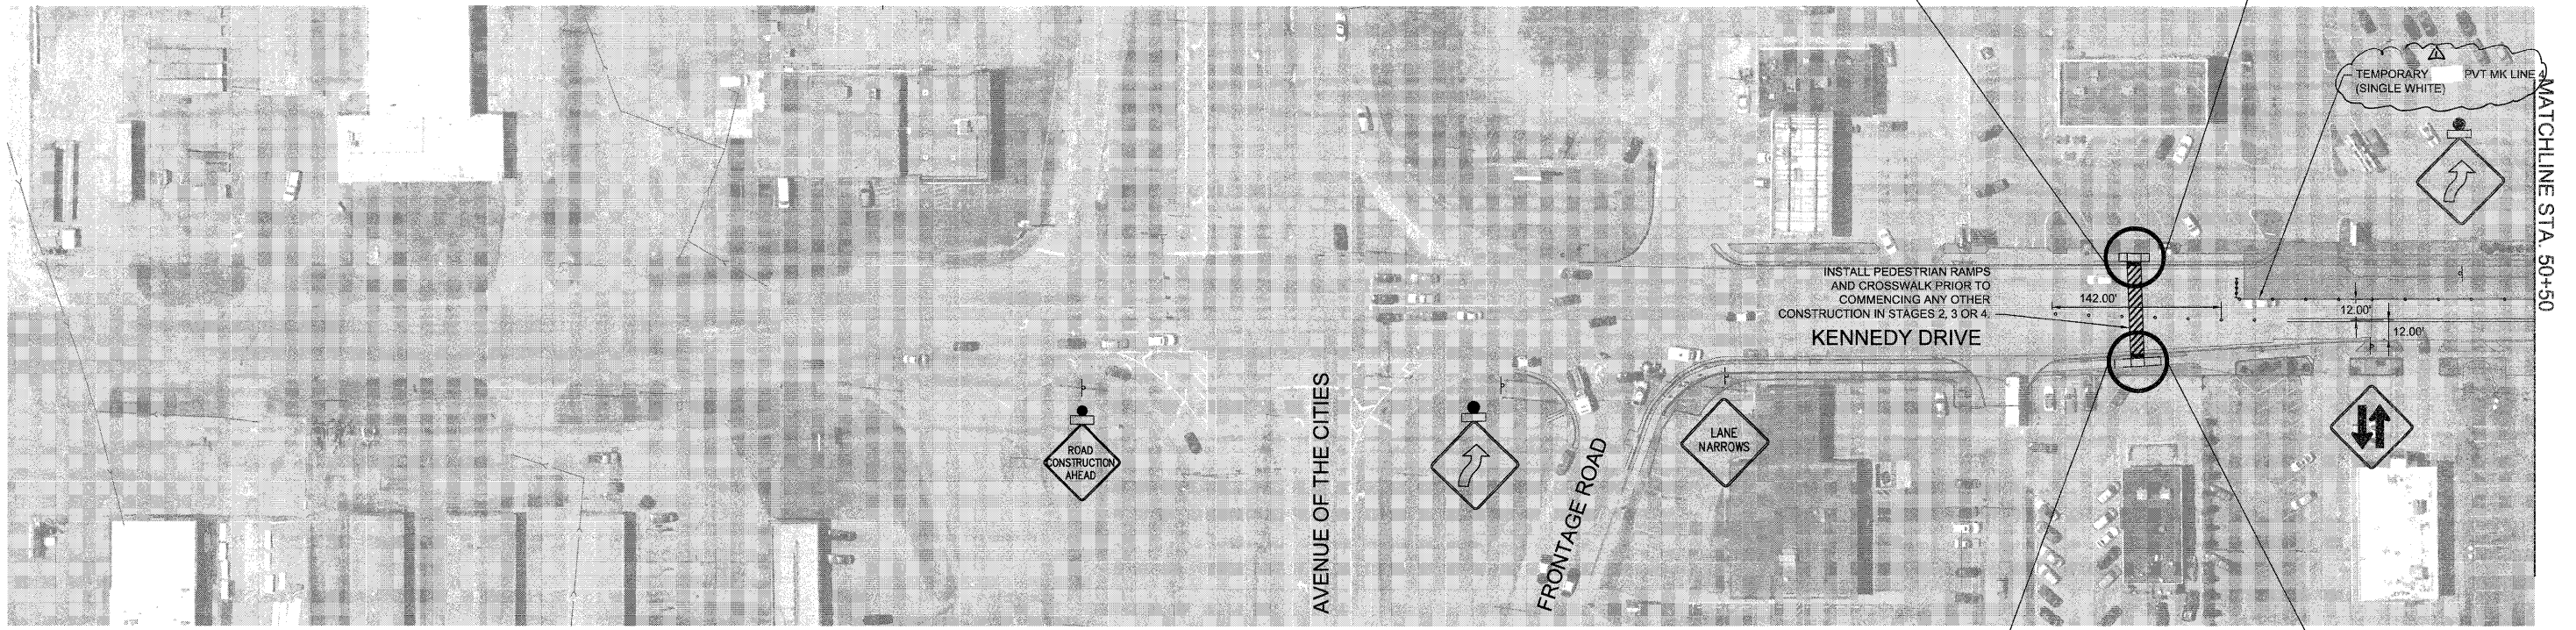 TEMPORARY PVT MK LINE 4
(SINGLE WHITE)
MATCHLINE STA. 50+50
INSTALL PEDESTRIAN RAMPS
AND CROSSWALK PRIOR TO
COMMENCING ANY OTHER
CONSTRUCTION IN STAGES 2, 3 OR 4.
KENNEDY DRIVE
142.00'
12.00'
12.00'
ROAD
CONSTRUCTION
AHEAD
AVENUE OF THE CITIES
FRONTAGE ROAD
LANE
NARROWS